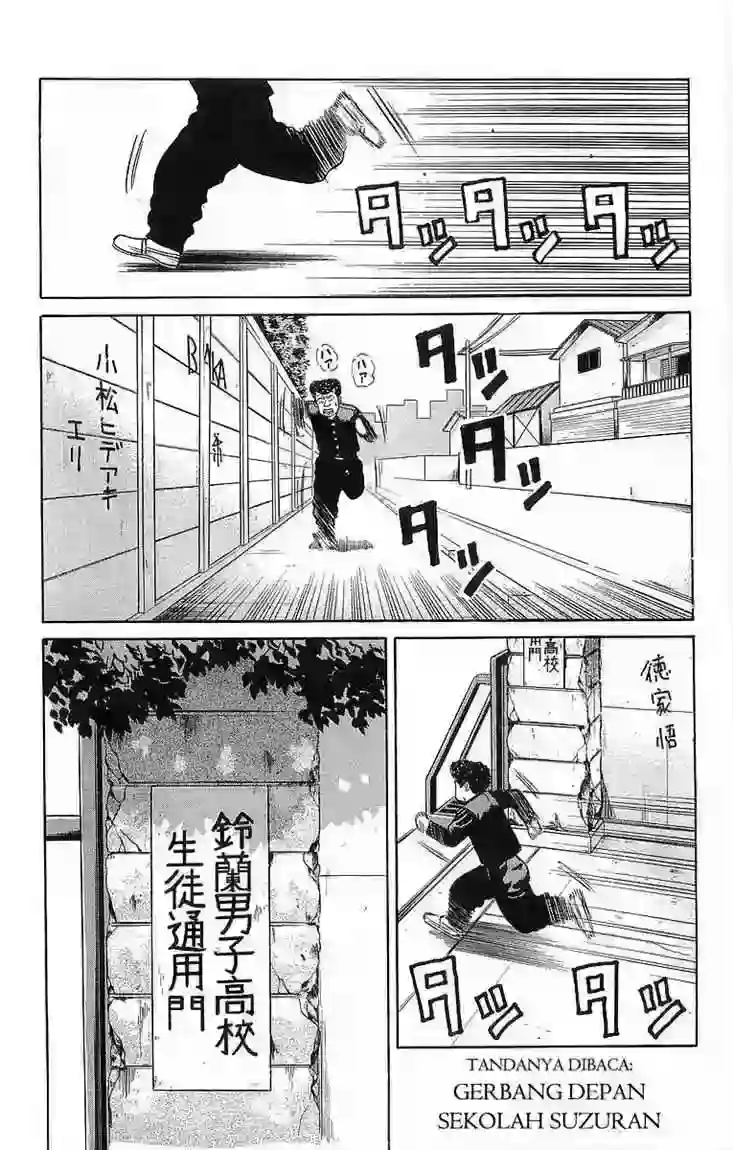 タッタッタッ
ハァ
ハァ
タッ
タッ
タッ
BAKA
小松ヒデアキ
エリ
高校
用門
徳家悟
タッタッ
鈴蘭男子高校
生徒通用門
TANDANYA DIBACA:
GERBANG DEPAN
SEKOLAH SUZURAN